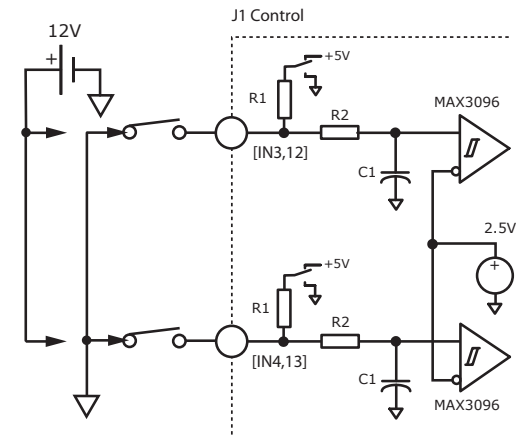 J1 Control
12V
+
+5V
R1
R2
MAX3096
[IN3,12]
C1
2.5V
+
+5V
R1
R2
[IN4,13]
C1
MAX3096